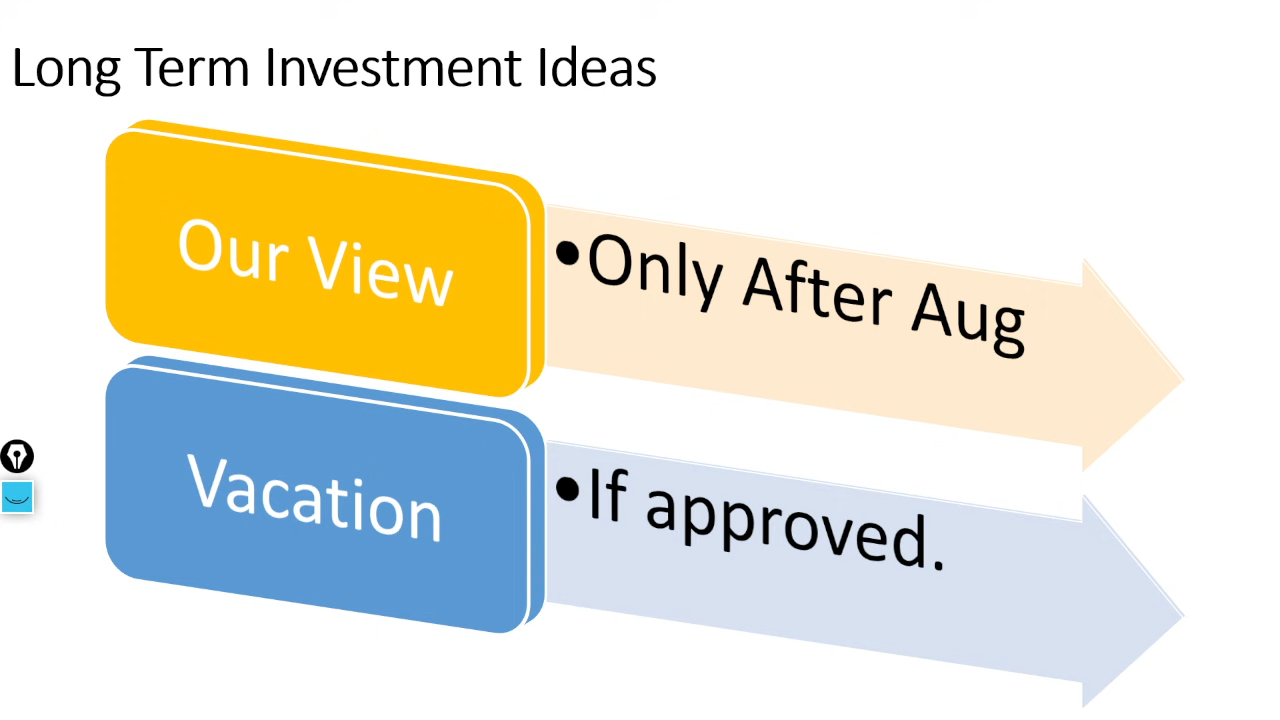 Long Term Investment Ideas
Our View
•Only After Aug
Vacation
•If approved.